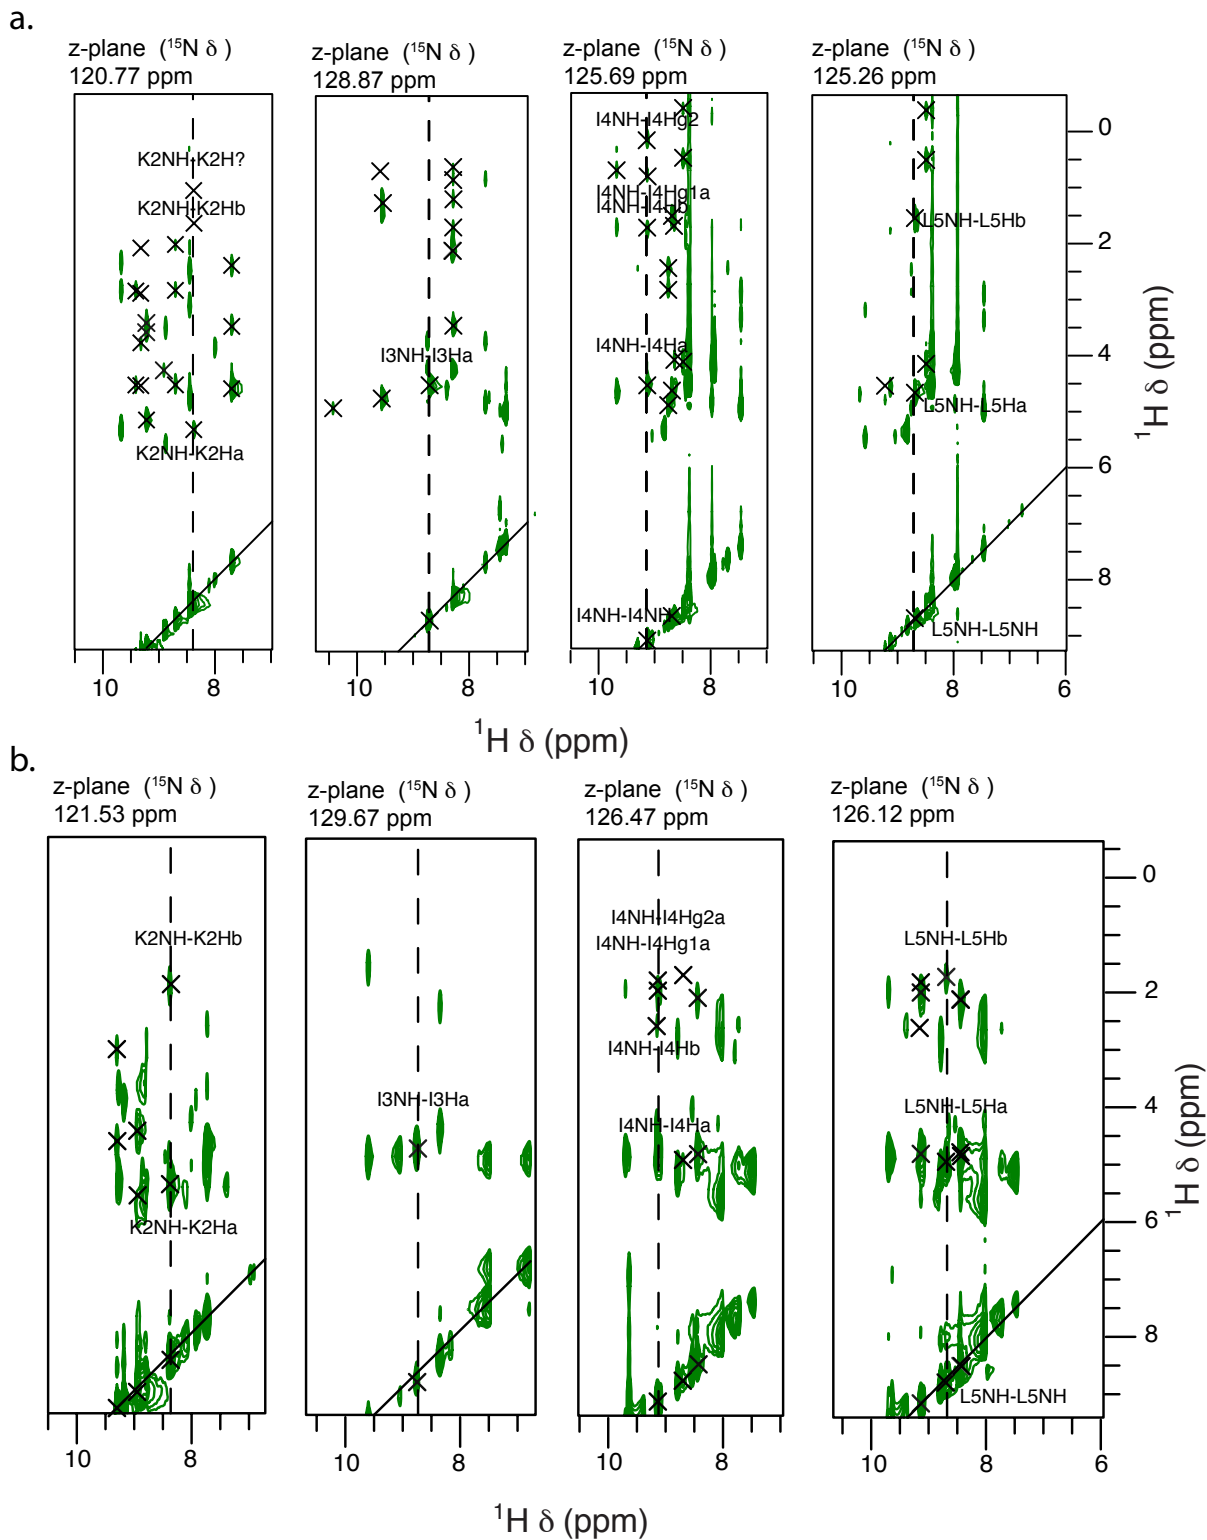 a.
z-plane (¹⁵N δ)
120.77 ppm
z-plane (¹⁵N δ)
128.87 ppm
z-plane (¹⁵N δ)
125.69 ppm
z-plane (¹⁵N δ)
125.26 ppm
K2NH-K2H?
K2NH-K2Hb
K2NH-K2Ha
I3NH-I3Ha
I4NH-I4Hg2
I4NH-I4Hg1a
I4NH-I4Hb
I4NH-I4Ha
I4NH-I4NH
L5NH-L5Hb
L5NH-L5Ha
L5NH-L5NH
0
2
4
6
8
¹H δ (ppm)
10 8
10 8
10 8
10 8 6
¹H δ (ppm)
b.
z-plane (¹⁵N δ)
121.53 ppm
z-plane (¹⁵N δ)
129.67 ppm
z-plane (¹⁵N δ)
126.47 ppm
z-plane (¹⁵N δ)
126.12 ppm
K2NH-K2Hb
K2NH-K2Ha
I3NH-I3Ha
I4NH-I4Hg2a
I4NH-I4Hg1a
I4NH-I4Hb
I4NH-I4Ha
L5NH-L5Hb
L5NH-L5Ha
L5NH-L5NH
0
2
4
6
8
¹H δ (ppm)
10 8
10 8
10 8
10 8 6
¹H δ (ppm)